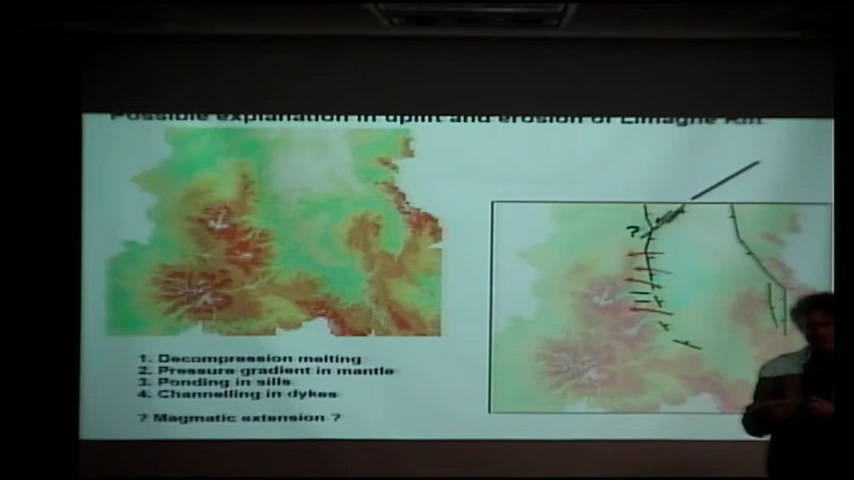 Possible explanation in uplift and erosion of Limagne Rift
?
1. Decompression melting
2. Pressure gradient in mantle
3. Ponding in sills
4. Channelling in dykes
? Magmatic extension ?